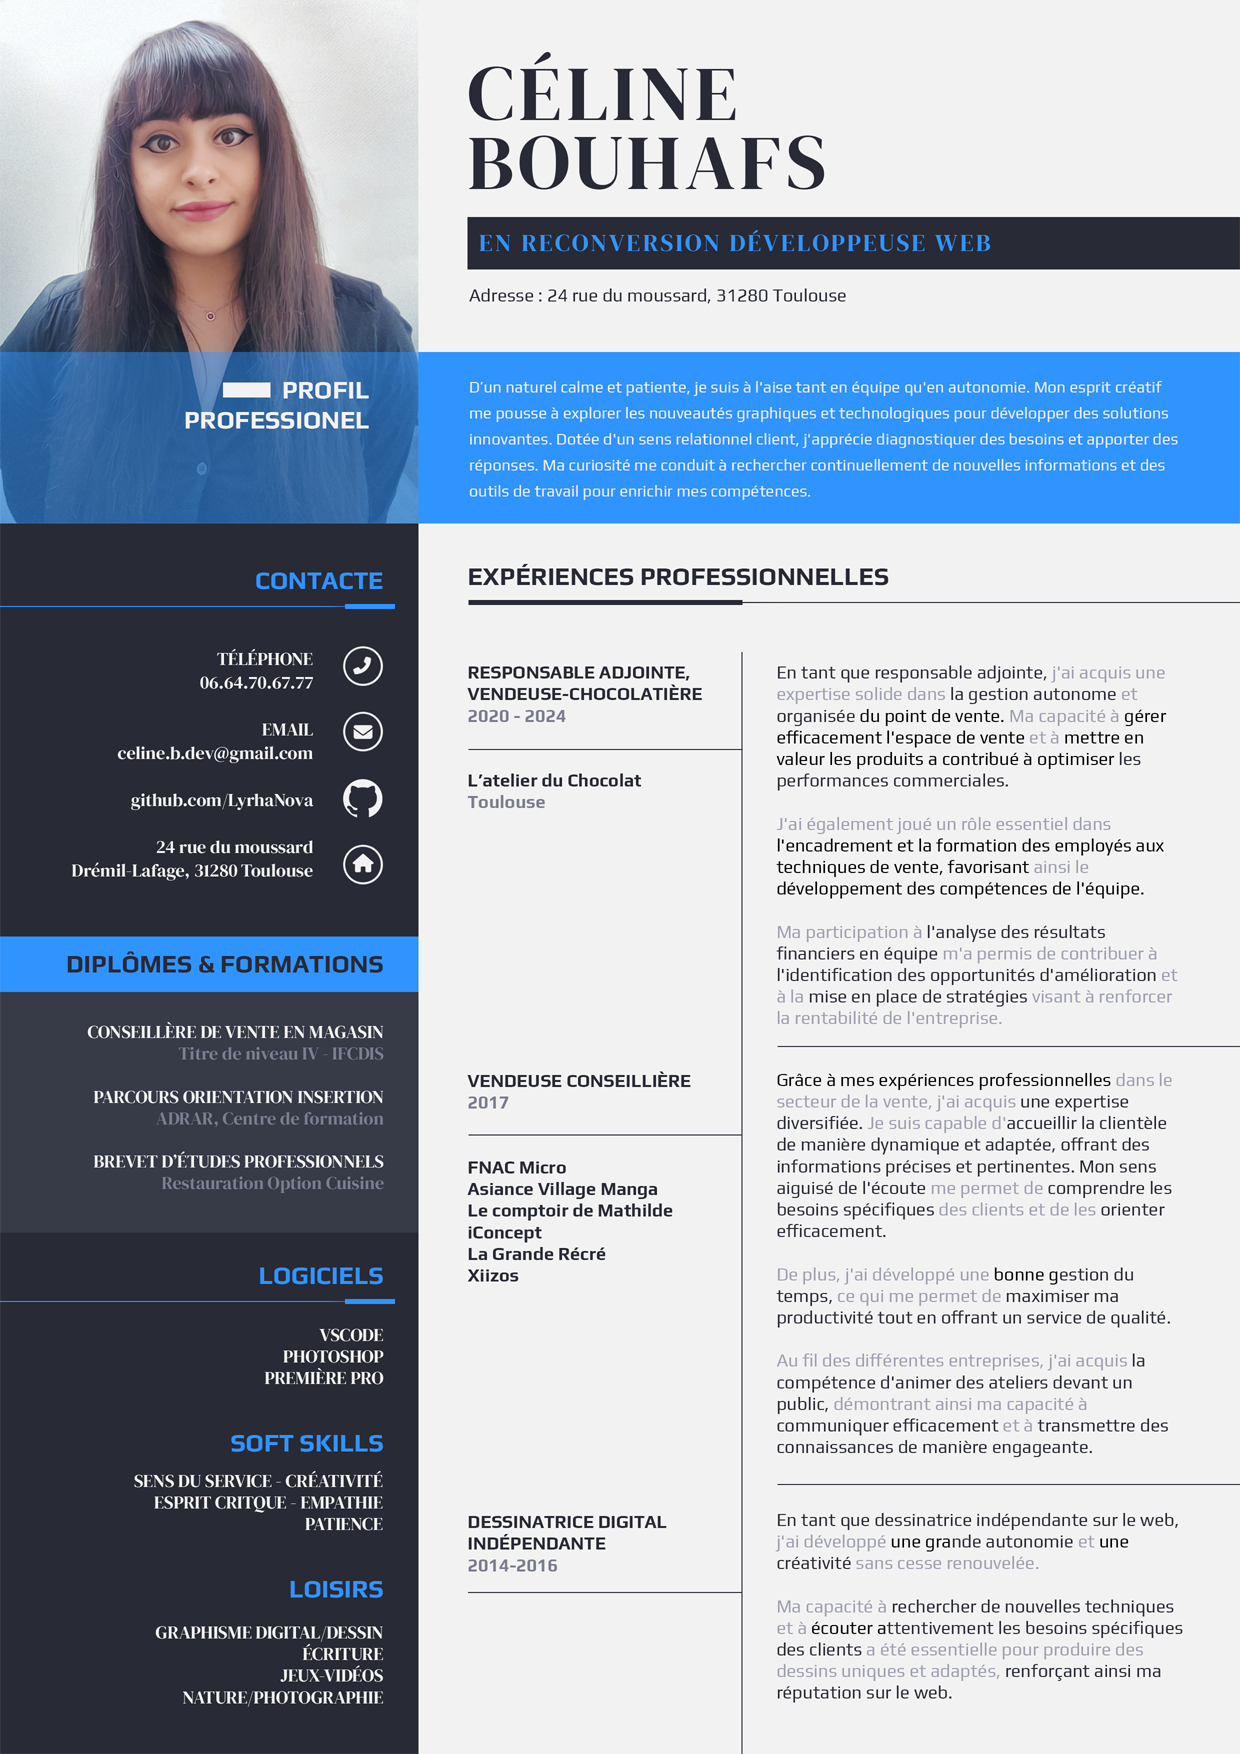 CÉLINE
BOUHAFS
EN RECONVERSION DÉVELOPPEUSE WEB
Adresse : 24 rue du moussard, 31280 Toulouse
PROFIL
PROFESSIONEL
D'un naturel calme et patiente, je suis à l'aise tant en équipe qu'en autonomie. Mon esprit créatif
me pousse à explorer les nouveautés graphiques et technologiques pour développer des solutions
innovantes. Dotée d'un sens relationnel client, j'apprécie diagnostiquer des besoins et apporter des
réponses. Ma curiosité me conduit à rechercher continuellement de nouvelles informations et des
outils de travail pour enrichir mes compétences.
CONTACTE
TÉLÉPHONE
06.64.70.67.77
EMAIL
celine.b.dev@gmail.com
github.com/LyrhaNova
24 rue du moussard
Drémil-Lafage, 31280 Toulouse
DIPLÔMES & FORMATIONS
CONSEILLÈRE DE VENTE EN MAGASIN
Titre de niveau IV - IFCDIS
PARCOURS ORIENTATION INSERTION
ADRAR, Centre de formation
BREVET D'ÉTUDES PROFESSIONNELS
Restauration Option Cuisine
LOGICIELS
VSCODE
PHOTOSHOP
PREMIÈRE PRO
SOFT SKILLS
SENS DU SERVICE - CRÉATIVITÉ
ESPRIT CRITQUE - EMPATHIE
PATIENCE
LOISIRS
GRAPHISME DIGITAL/DESSIN
ÉCRITURE
JEUX-VIDÉOS
NATURE/PHOTOGRAPHIE
EXPÉRIENCES PROFESSIONNELLES
RESPONSABLE ADJOINTE,
VENDEUSE-CHOCOLATIÈRE
2020 - 2024
L'atelier du Chocolat
Toulouse
En tant que responsable adjointe, j'ai acquis une
expertise solide dans la gestion autonome et
organisée du point de vente. Ma capacité à gérer
efficacement l'espace de vente et à mettre en
valeur les produits a contribué à optimiser les
performances commerciales.
J'ai également joué un rôle essentiel dans
l'encadrement et la formation des employés aux
techniques de vente, favorisant ainsi le
développement des compétences de l'équipe.
Ma participation à l'analyse des résultats
financiers en équipe m'a permis de contribuer à
l'identification des opportunités d'amélioration et
à la mise en place de stratégies visant à renforcer
la rentabilité de l'entreprise.
VENDEUSE CONSEILLIÈRE
2017
FNAC Micro
Asiance Village Manga
Le comptoir de Mathilde
iConcept
La Grande Récré
Xiizos
Grâce à mes expériences professionnelles dans le
secteur de la vente, j'ai acquis une expertise
diversifiée. Je suis capable d'accueillir la clientèle
de manière dynamique et adaptée, offrant des
informations précises et pertinentes. Mon sens
aiguisé de l'écoute me permet de comprendre les
besoins spécifiques des clients et de les orienter
efficacement.
De plus, j'ai développé une bonne gestion du
temps, ce qui me permet de maximiser ma
productivité tout en offrant un service de qualité.
Au fil des différentes entreprises, j'ai acquis la
compétence d'animer des ateliers devant un
public, démontrant ainsi ma capacité à
communiquer efficacement et à transmettre des
connaissances de manière engageante.
DESSINATRICE DIGITAL
INDÉPENDANTE
2014-2016
En tant que dessinatrice indépendante sur le web,
j'ai développé une grande autonomie et une
créativité sans cesse renouvelée.
Ma capacité à rechercher de nouvelles techniques
et à écouter attentivement les besoins spécifiques
des clients a été essentielle pour produire des
dessins uniques et adaptés, renforçant ainsi ma
réputation sur le web.